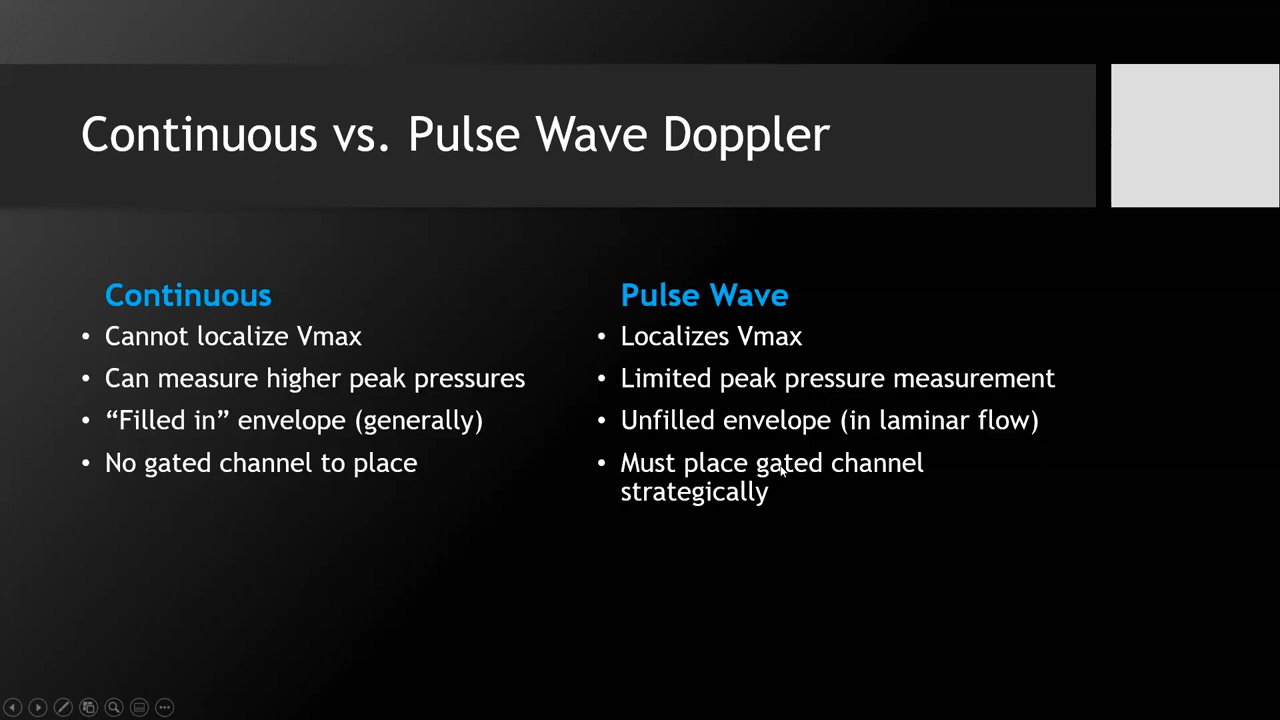 Continuous vs. Pulse Wave Doppler
Continuous
• Cannot localize Vmax
• Can measure higher peak pressures
• “Filled in” envelope (generally)
• No gated channel to place
Pulse Wave
• Localizes Vmax
• Limited peak pressure measurement
• Unfilled envelope (in laminar flow)
• Must place gated channel
strategically